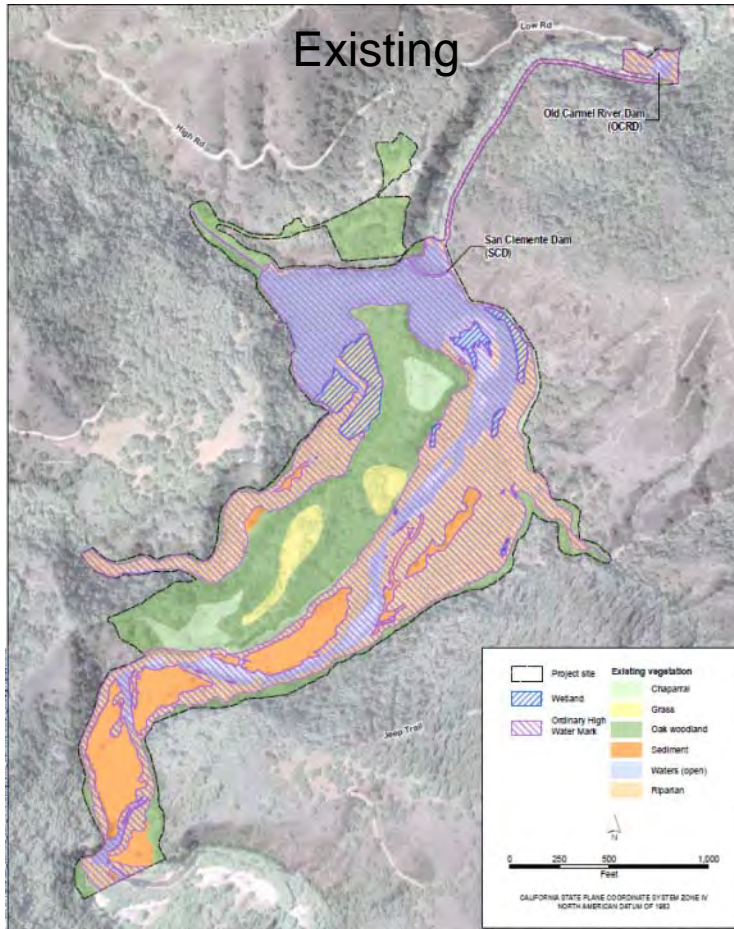 Existing
Low Rd
High Rd
Old Carmel River Dam
(OCRD)
San Clemente Dam
(SCD)
Jeep Trail
Project site
Wetland
Ordinary High
Water Mark
Existing vegetation
Chaparral
Grass
Oak woodland
Sediment
Waters (open)
Riparian
N
0 250 500 1,000
Feet
CALIFORNIA STATE PLANE COORDINATE SYSTEM ZONE IV
NORTH AMERICAN DATUM OF 1983